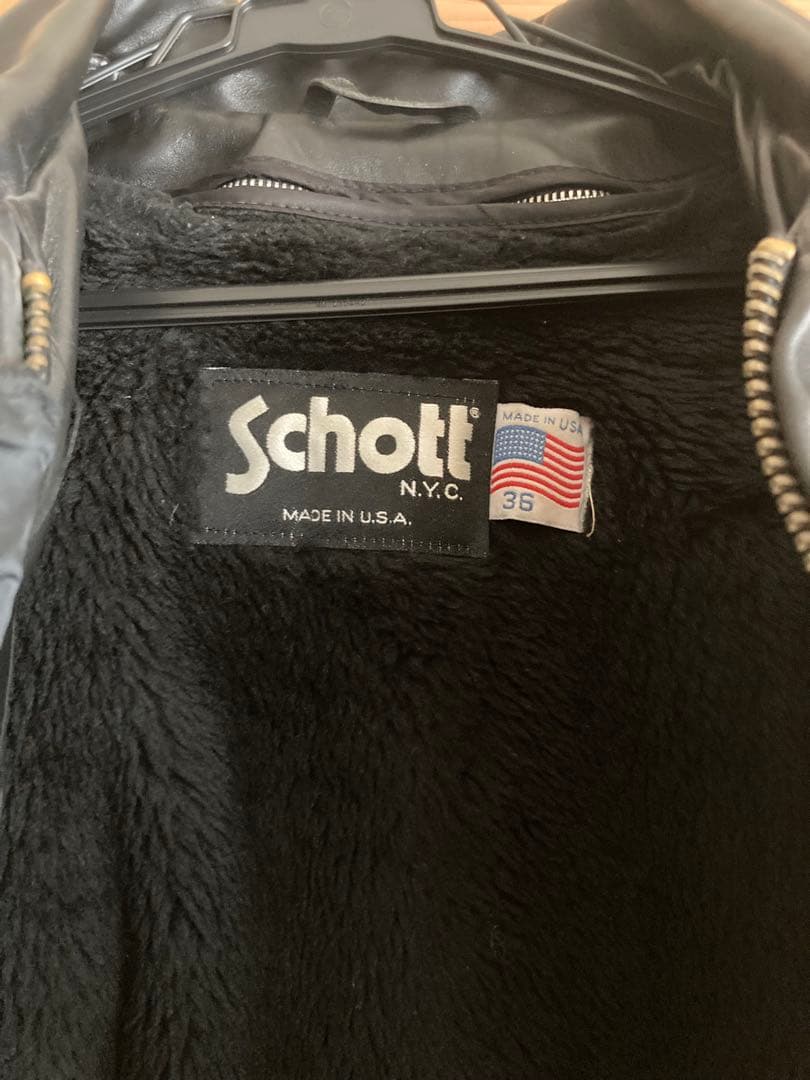 Schott®
N.Y.C.
MADE IN U.S.A.
MADE IN USA
36